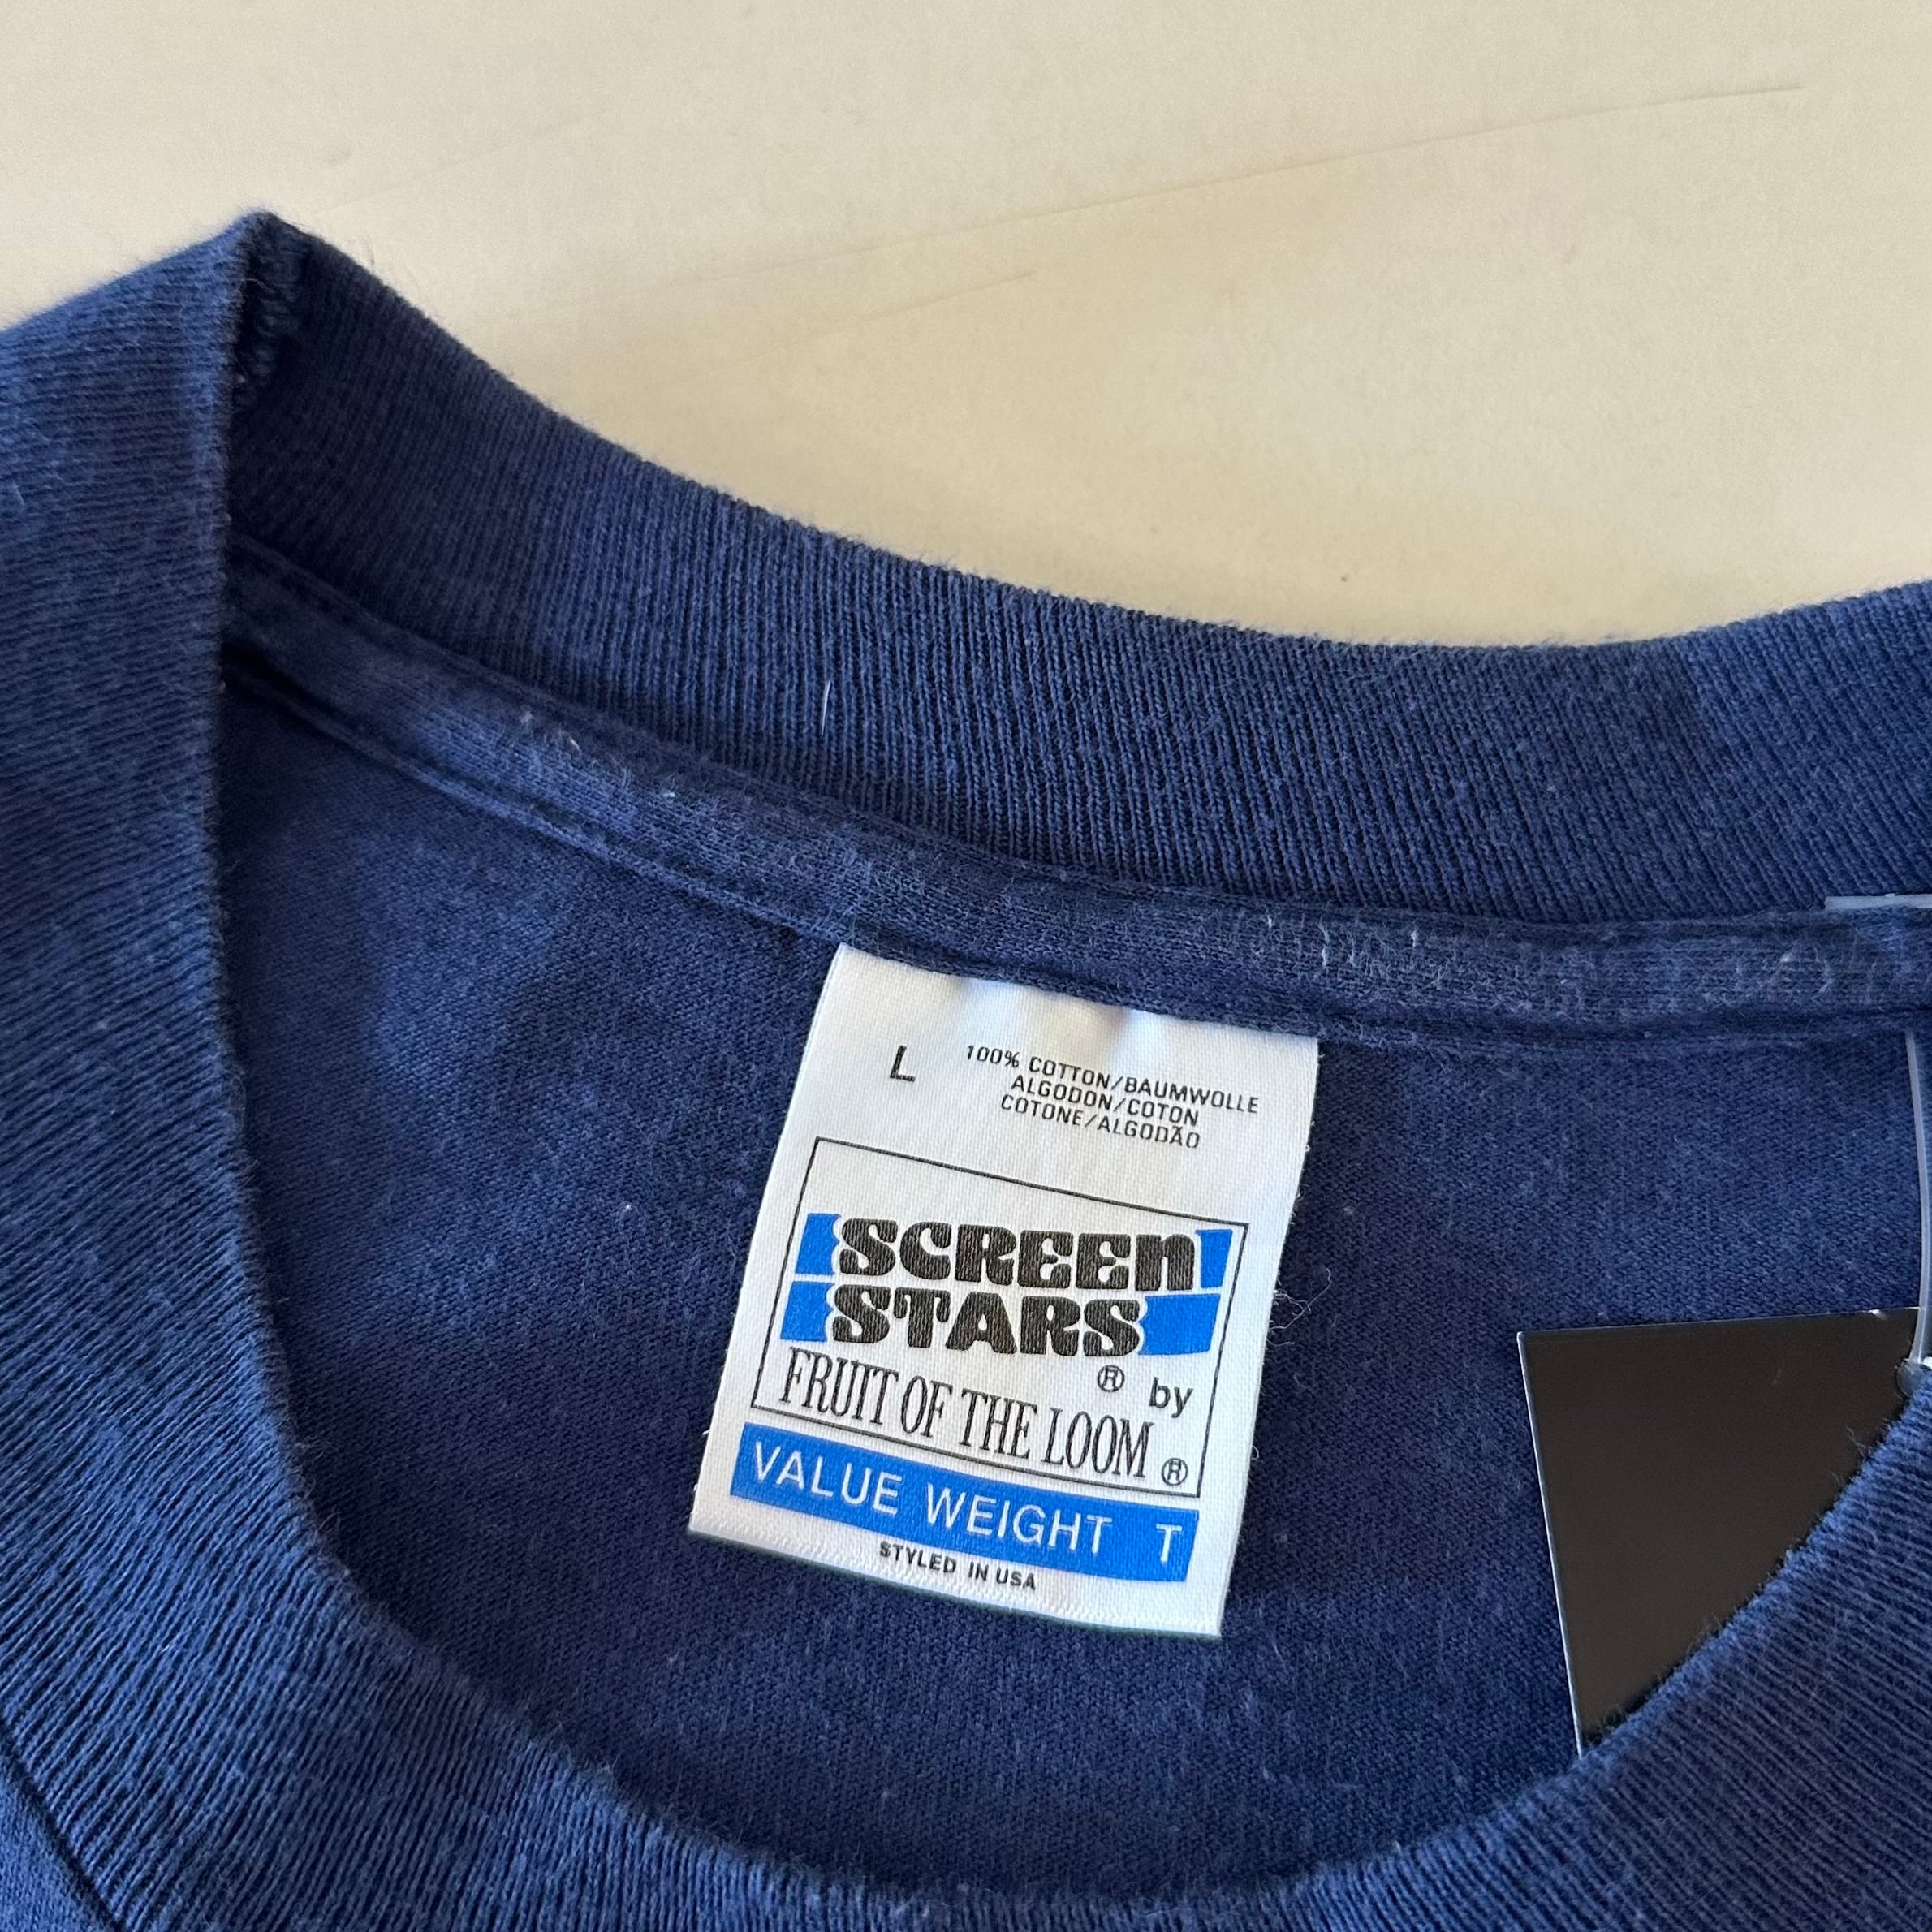 L
100% COTTON/BAUMWOLLE
ALGODON/COTON
COTONE/ALGODÃO
SCREEN
STARS
® by
FRUIT OF THE LOOM ®
VALUE WEIGHT T
STYLED IN USA